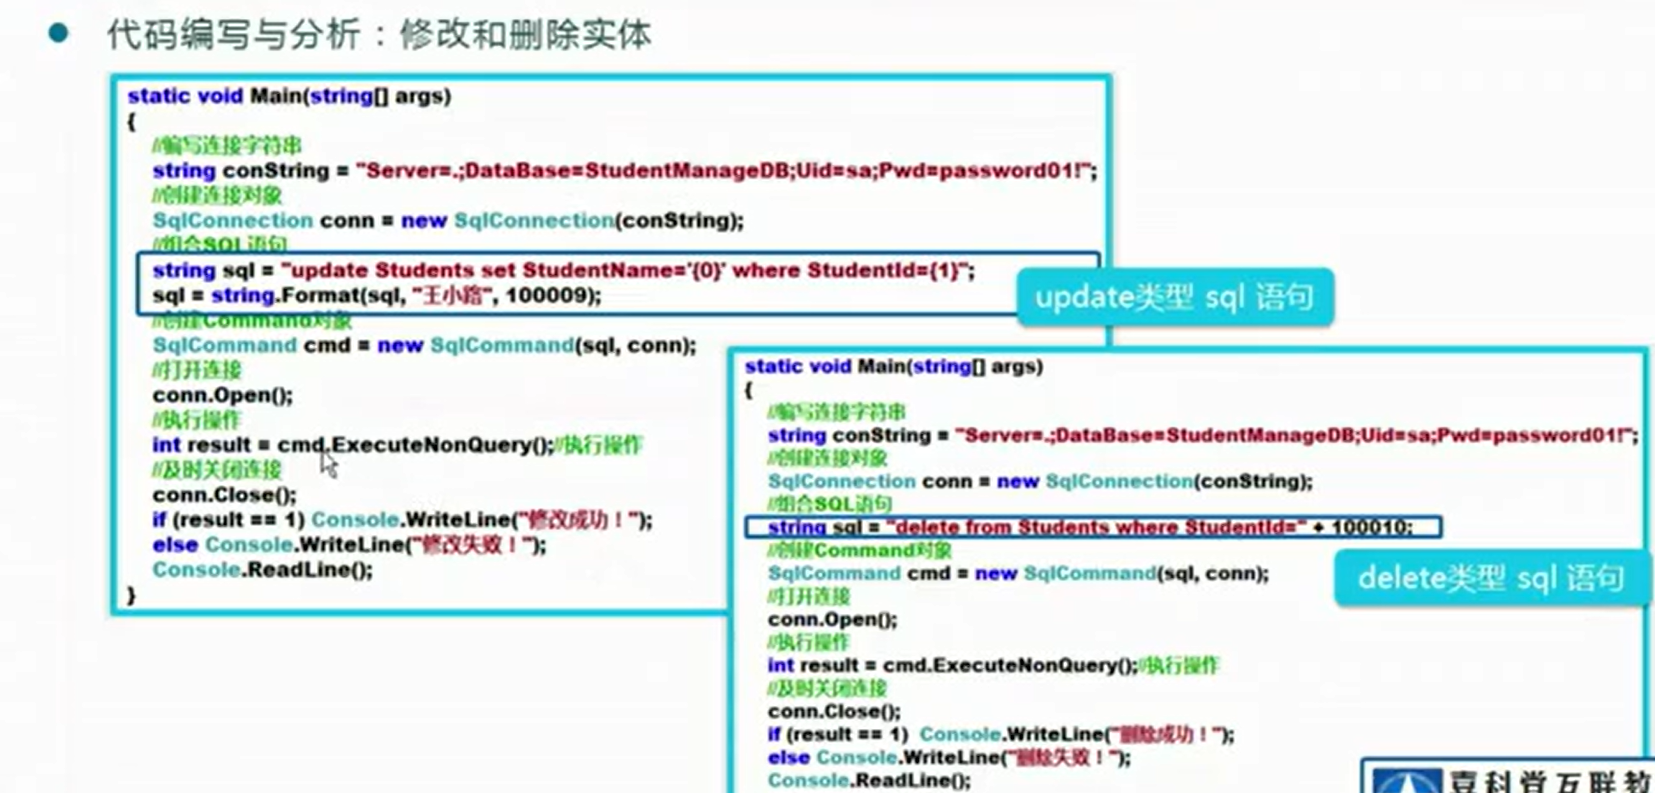 代码编写与分析：修改和删除实体
static void Main(string[] args)
{
//编写连接字符串
string conString = "Server=.;DataBase=StudentManageDB;Uid=sa;Pwd=password01!";
//创建连接对象
SqlConnection conn = new SqlConnection(conString);
//组合SQL语句
string sql = "update Students set StudentName='{0}' where StudentId={1}";
sql = string.Format(sql, "王小路", 100009);
update类型 sql 语句
//创建Command对象
SqlCommand cmd = new SqlCommand(sql, conn);
//打开连接
conn.Open();
//执行操作
int result = cmd.ExecuteNonQuery();//执行操作
//及时关闭连接
conn.Close();
if (result == 1) Console.WriteLine("修改成功！");
else Console.WriteLine("修改失败！");
Console.ReadLine();
}
static void Main(string[] args)
{
//编写连接字符串
string conString = "Server=.;DataBase=StudentManageDB;Uid=sa;Pwd=password01!";
//创建连接对象
SqlConnection conn = new SqlConnection(conString);
//组合SQL语句
string sql = "delete from Students where StudentId=" + 100010;
//创建Command对象
delete类型 sql 语句
SqlCommand cmd = new SqlCommand(sql, conn);
//打开连接
conn.Open();
//执行操作
int result = cmd.ExecuteNonQuery();//执行操作
//及时关闭连接
conn.Close();
if (result == 1) Console.WriteLine("删除成功！");
else Console.WriteLine("删除失败！");
Console.ReadLine();
喜科堂互联教